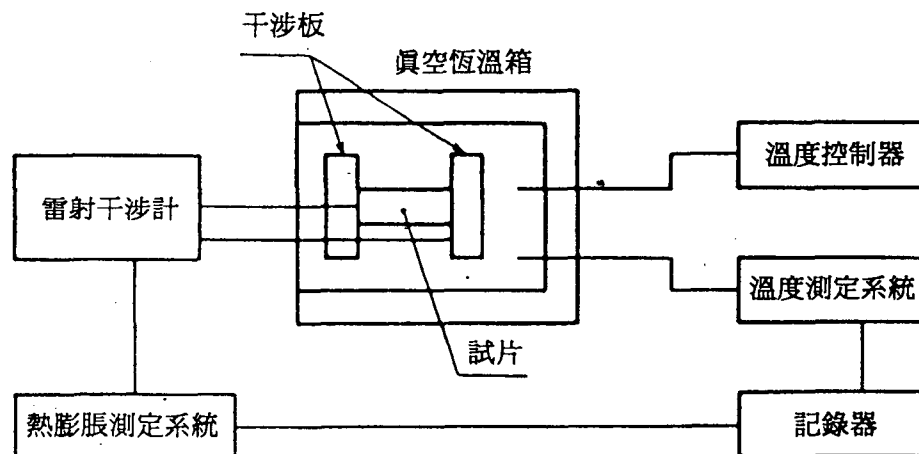 干涉板
眞空恆溫箱
溫度控制器
雷射干涉計
溫度測定系統
試片
熱膨脹測定系統
記錄器